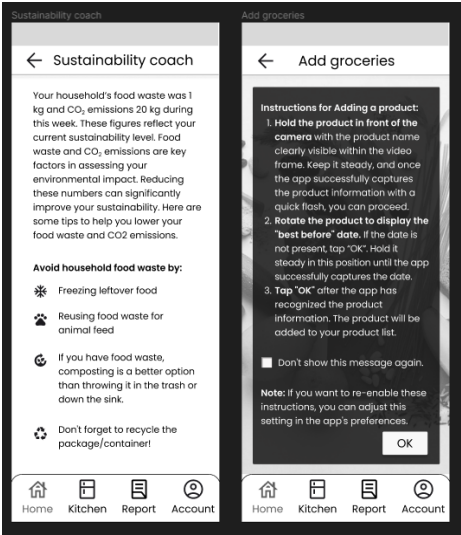 Sustainability coach
Sustainability coach
Your household's food waste was 1
kg and CO₂ emissions 20 kg during
this week. These figures reflect your
current sustainability level. Food
waste and CO₂ emissions are key
factors in assessing your
environmental impact. Reducing
these numbers can significantly
improve your sustainability. Here are
some tips to help you lower your
food waste and CO2 emissions.
Avoid household food waste by:
Freezing leftover food
Reusing food waste for
animal feed
If you have food waste,
composting is a better option
than throwing it in the trash or
down the sink.
Don't forget to recycle the
package/container!
Home Kitchen Report Account
Add groceries
Add groceries
Instructions for Adding a product:
1. Hold the product in front of the
camera with the product name
clearly visible within the video
frame. Keep it steady, and once
the app successfully captures
the product information with a
quick flash, you can proceed.
2. Rotate the product to display the
"best before" date. If the date is
not present, tap "OK". Hold it
steady in this position until the app
successfully captures the date.
3. Tap "OK" after the app has
recognized the product
information. The product will be
added to your product list.
Don't show this message again.
Note: If you want to re-enable these
instructions, you can adjust this
setting in the app's preferences.
OK
Home Kitchen Report Account